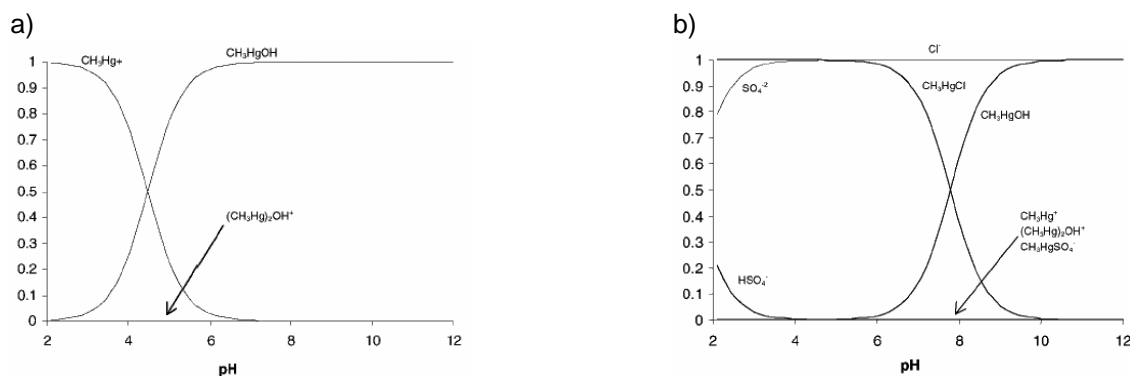 a)
CH₃Hg+
CH₃HgOH
1
0.9
0.8
0.7
0.6
0.5
0.4
0.3
0.2
0.1
0
(CH₃Hg)₂OH⁺
2 4 6 8 10 12
pH
b)
Cl⁻
1
0.9
0.8
0.7
0.6
0.5
0.4
0.3
0.2
0.1
0
SO₄⁻²
CH₃HgCl
CH₃HgOH
CH₃Hg⁺
(CH₃Hg)₂OH⁺
CH₃HgSO₄⁻
HSO₄⁻
2 4 6 8 10 12
pH